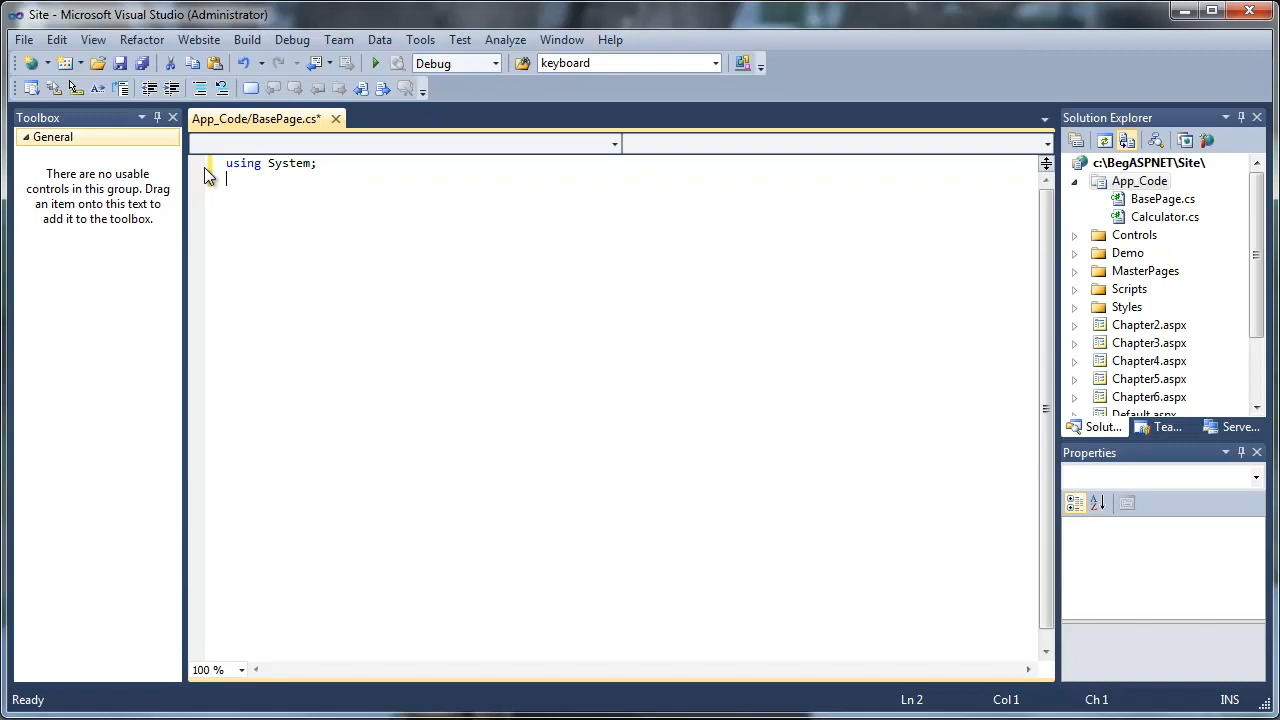 Site - Microsoft Visual Studio (Administrator)
File Edit View Refactor Website Build Debug Team Data Tools Test Analyze Window Help
Debug keyboard
Toolbox
General
There are no usable
controls in this group. Drag
an item onto this text to
add it to the toolbox.
App_Code/BasePage.cs*
using System;
100 %
Solution Explorer
c:\BegASPNET\Site\
App_Code
BasePage.cs
Calculator.cs
Controls
Demo
MasterPages
Scripts
Styles
Chapter2.aspx
Chapter3.aspx
Chapter4.aspx
Chapter5.aspx
Chapter6.aspx
Default.aspx
Solut... Tea... Serve...
Properties
Ready Ln 2 Col 1 Ch 1 INS